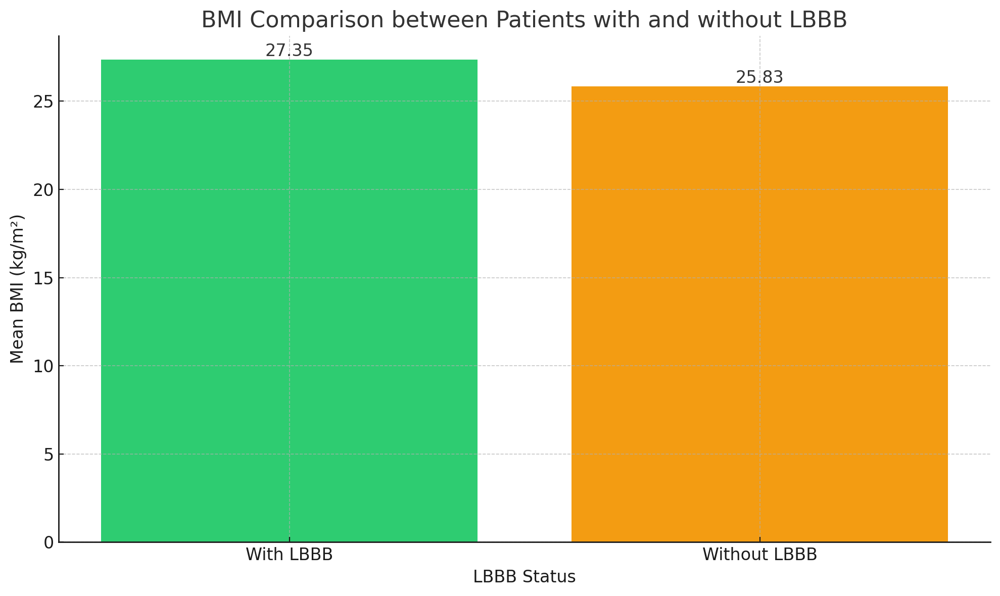 BMI Comparison between Patients with and without LBBB
27.35
25.83
25
20
15
10
5
0
Mean BMI (kg/m²)
With LBBB
Without LBBB
LBBB Status